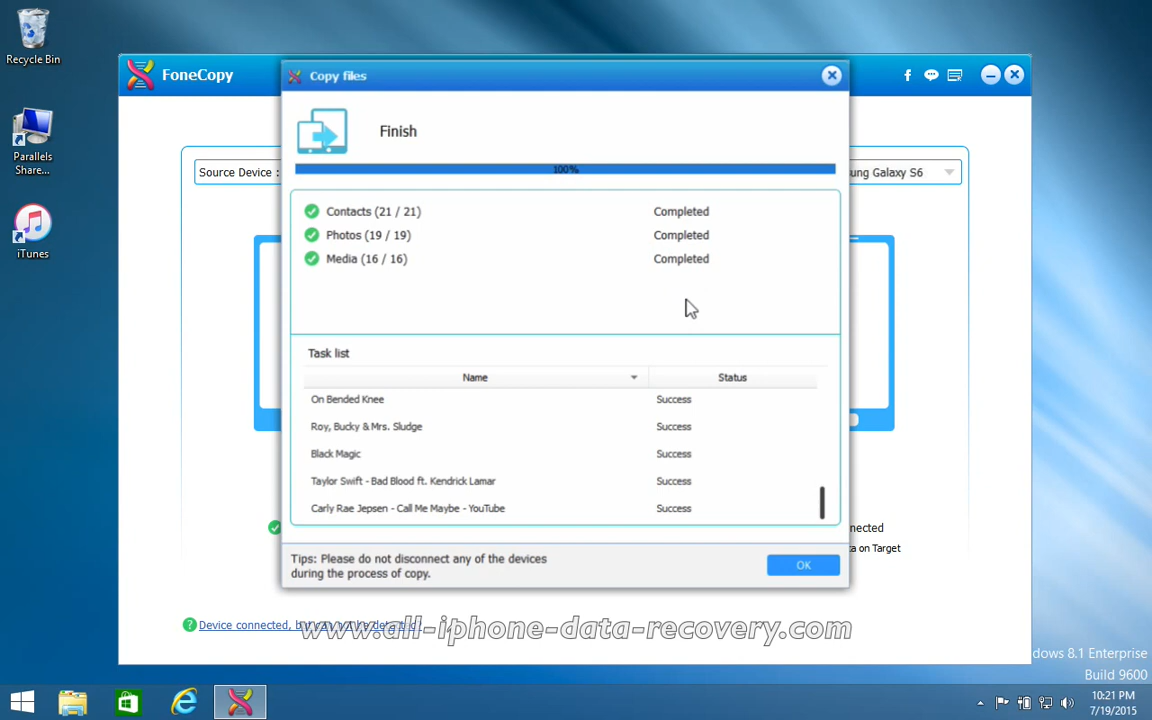 Recycle Bin
Parallels
Share...
iTunes
FoneCopy
Copy files
Finish
100%
Source Device :
ung Galaxy S6
Contacts (21 / 21) Completed
Photos (19 / 19) Completed
Media (16 / 16) Completed
Task list
Name Status
On Bended Knee Success
Roy, Bucky & Mrs. Sludge Success
Black Magic Success
Taylor Swift - Bad Blood ft. Kendrick Lamar Success
Carly Rae Jepsen - Call Me Maybe - YouTube Success
nected
a on Target
Tips: Please do not disconnect any of the devices
during the process of copy.
OK
Device connected, but can not be
www.all-iphone-data-recovery.com
dows 8.1 Enterprise
Build 9600
10:21 PM
7/19/2015